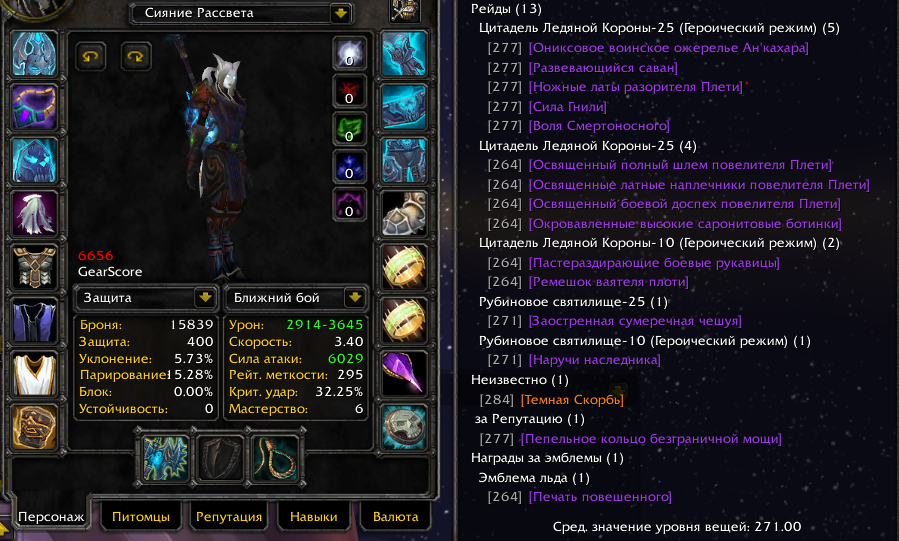 Сияние Рассвета
0
0
0
0
0
6656
GearScore
Защита
Броня: 15839
Защита: 400
Уклонение: 5.73%
Парирование: 15.28%
Блок: 0.00%
Устойчивость: 0
Ближний бой
Урон: 2914-3645
Скорость: 3.40
Сила атаки: 6029
Рейт. меткости: 295
Крит. удар: 32.25%
Мастерство: 6
Персонаж
Питомцы
Репутация
Навыки
Валюта
Рейды (13)
Цитадель Ледяной Короны-25 (Героический режим) (5)
[277] [Ониксовое воинское ожерелье Ан'кахара]
[277] [Развевающийся саван]
[277] [Ножные латы разорителя Плети]*
[277] [Сила Гнили]
[277] [Воля Смертоносного]
Цитадель Ледяной Короны-25 (4)
[264] [Освященный полный шлем повелителя Плети]
[264] [Освященные латные наплечники повелителя Плети]
[264] [Освященный боевой доспех повелителя Плети]
[264] [Окровавленные высокие саронитовые ботинки]
Цитадель Ледяной Короны-10 (Героический режим) (2)
[264] [Пастераздирающие боевые рукавицы]
[264] [Ремешок ваятеля плоти]
Рубиновое святилище-25 (1)
[271] [Заостренная сумеречная чешуя]
Рубиновое святилище-10 (Героический режим) (1)
[271] [Наручи наследника]
Неизвестно (1)
[284] [Темная Скорбь]
за Репутацию (1)
[277] [Пепельное кольцо безграничной мощи]
Награды за эмблемы (1)
Эмблема льда (1)
[264] [Печать повешенного]
Сред. значение уровня вещей: 271.00